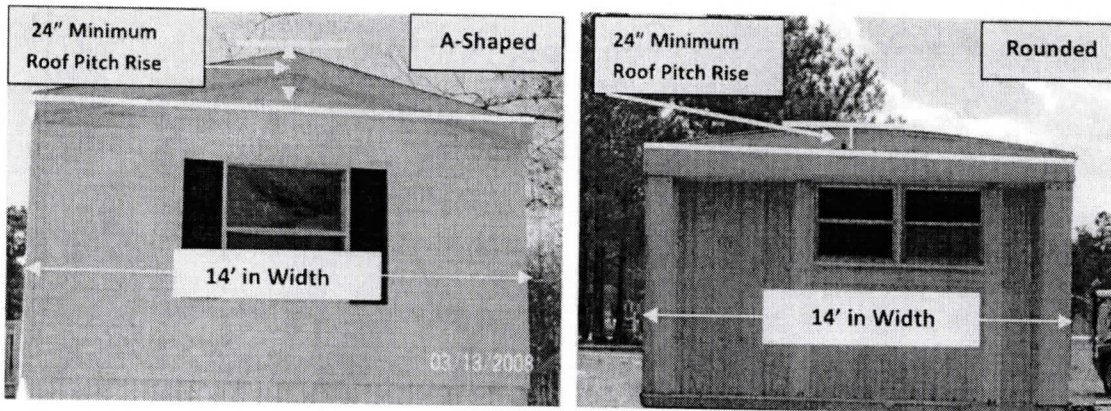 24" Minimum
Roof Pitch Rise
A-Shaped
14' in Width
03/13/2008
24" Minimum
Roof Pitch Rise
Rounded
14' in Width